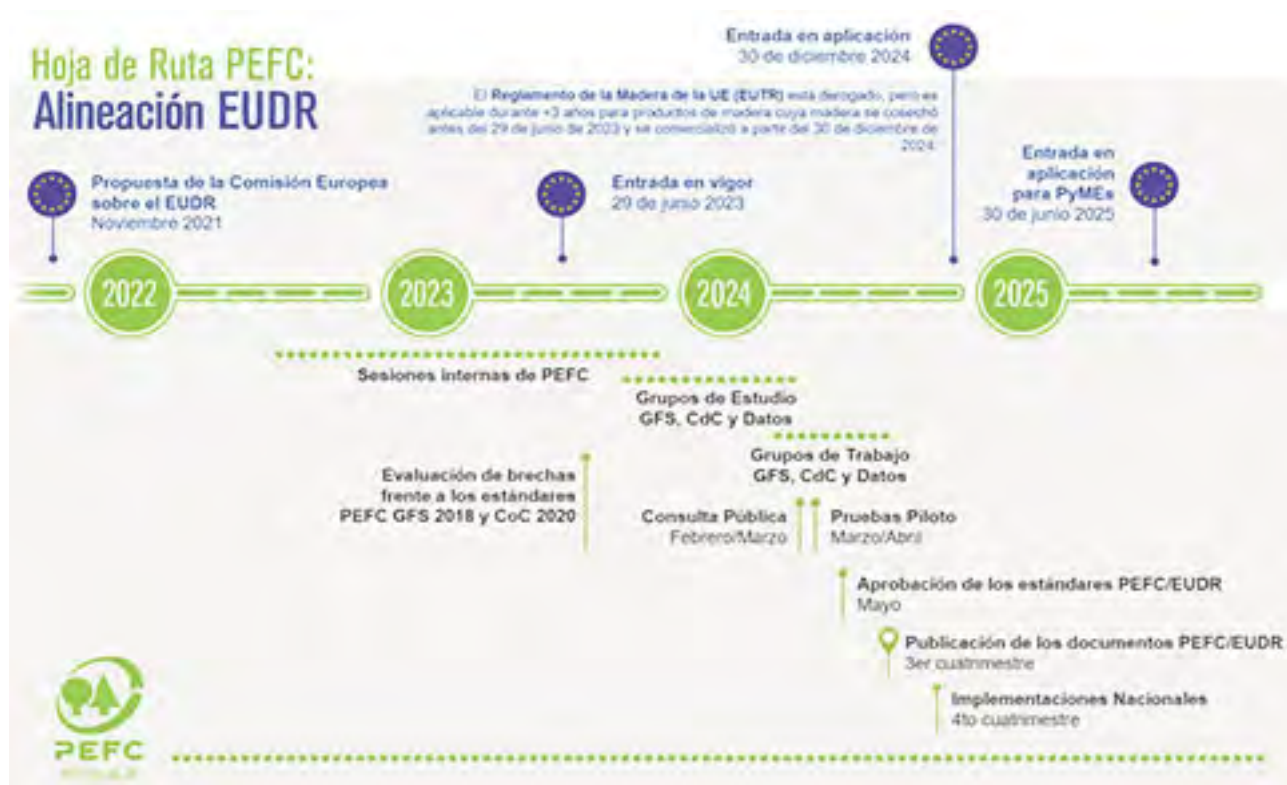 Hoja de Ruta PEFC:
Alineación EUDR
Entrada en aplicación
30 de diciembre 2024
El Reglamento de la Madera de la UE (EUTR) está derogado, pero es
aplicable durante +3 años para productos de madera cuya madera se cosechó
antes del 29 de junio de 2023 y se comercializó a partir del 30 de diciembre de
2024.
Propuesta de la Comisión Europea
sobre el EUDR
Noviembre 2021
Entrada en vigor
29 de junio 2023
Entrada en
aplicación
para PyMEs
30 de junio 2025
2022
2023
2024
2025
Sesiones internas de PEFC
Grupos de Estudio
GFS, CdC y Datos
Grupos de Trabajo
GFS, CdC y Datos
Evaluación de brechas
frente a los estándares
PEFC GFS 2018 y CoC 2020
Consulta Pública
Febrero/Marzo
Pruebas Piloto
Marzo/Abril
Aprobación de los estándares PEFC/EUDR
Mayo
Publicación de los documentos PEFC/EUDR
3er cuatrimestre
Implementaciones Nacionales
4to cuatrimestre
PEFC